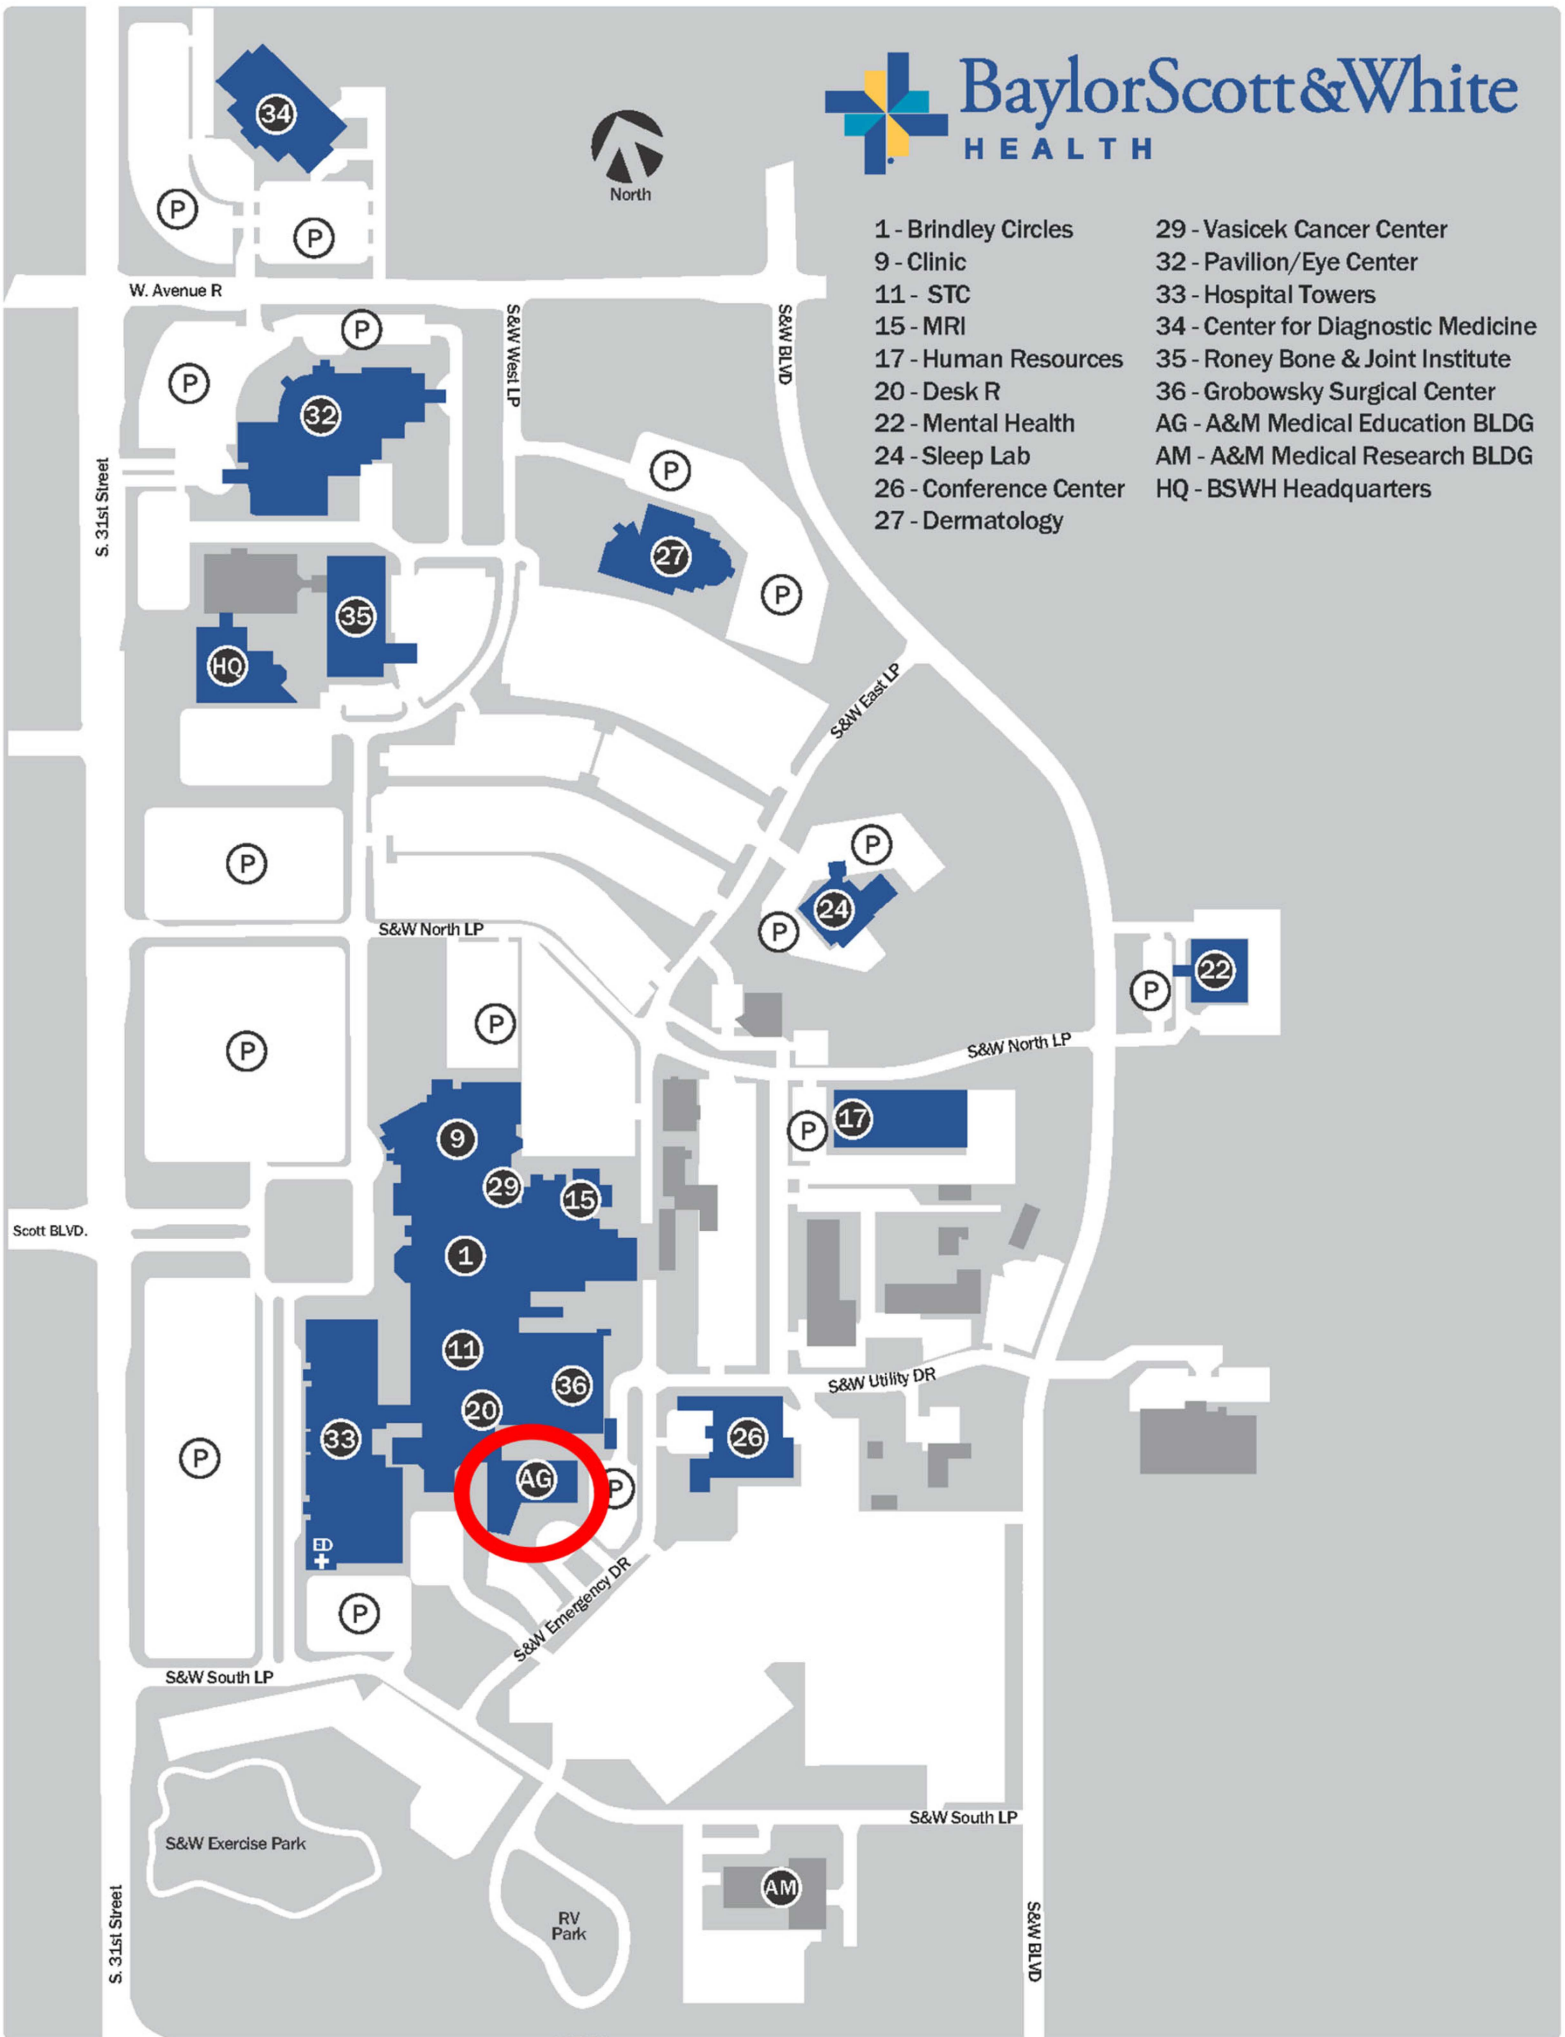 BaylorScott&White
HEALTH
North
1 - Brindley Circles
9 - Clinic
11 - STC
15 - MRI
17 - Human Resources
20 - Desk R
22 - Mental Health
24 - Sleep Lab
26 - Conference Center
27 - Dermatology
29 - Vasicek Cancer Center
32 - Pavilion/Eye Center
33 - Hospital Towers
34 - Center for Diagnostic Medicine
35 - Roney Bone & Joint Institute
36 - Grobowsky Surgical Center
AG - A&M Medical Education BLDG
AM - A&M Medical Research BLDG
HQ - BSWH Headquarters
34
P
P
W. Avenue R
S&W West LP
S&W BLVD
P
P
32
P
S. 31st Street
27
P
35
HQ
S&W East LP
P
P
24
P
S&W North LP
22
P
P
P
S&W North LP
17
P
9
29
15
Scott BLVD.
1
11
36
S&W Utility DR
20
33
26
P
AG
P
ED
P
S&W Emergency DR
S&W South LP
S&W South LP
S&W Exercise Park
AM
RV
Park
S. 31st Street
S&W BLVD